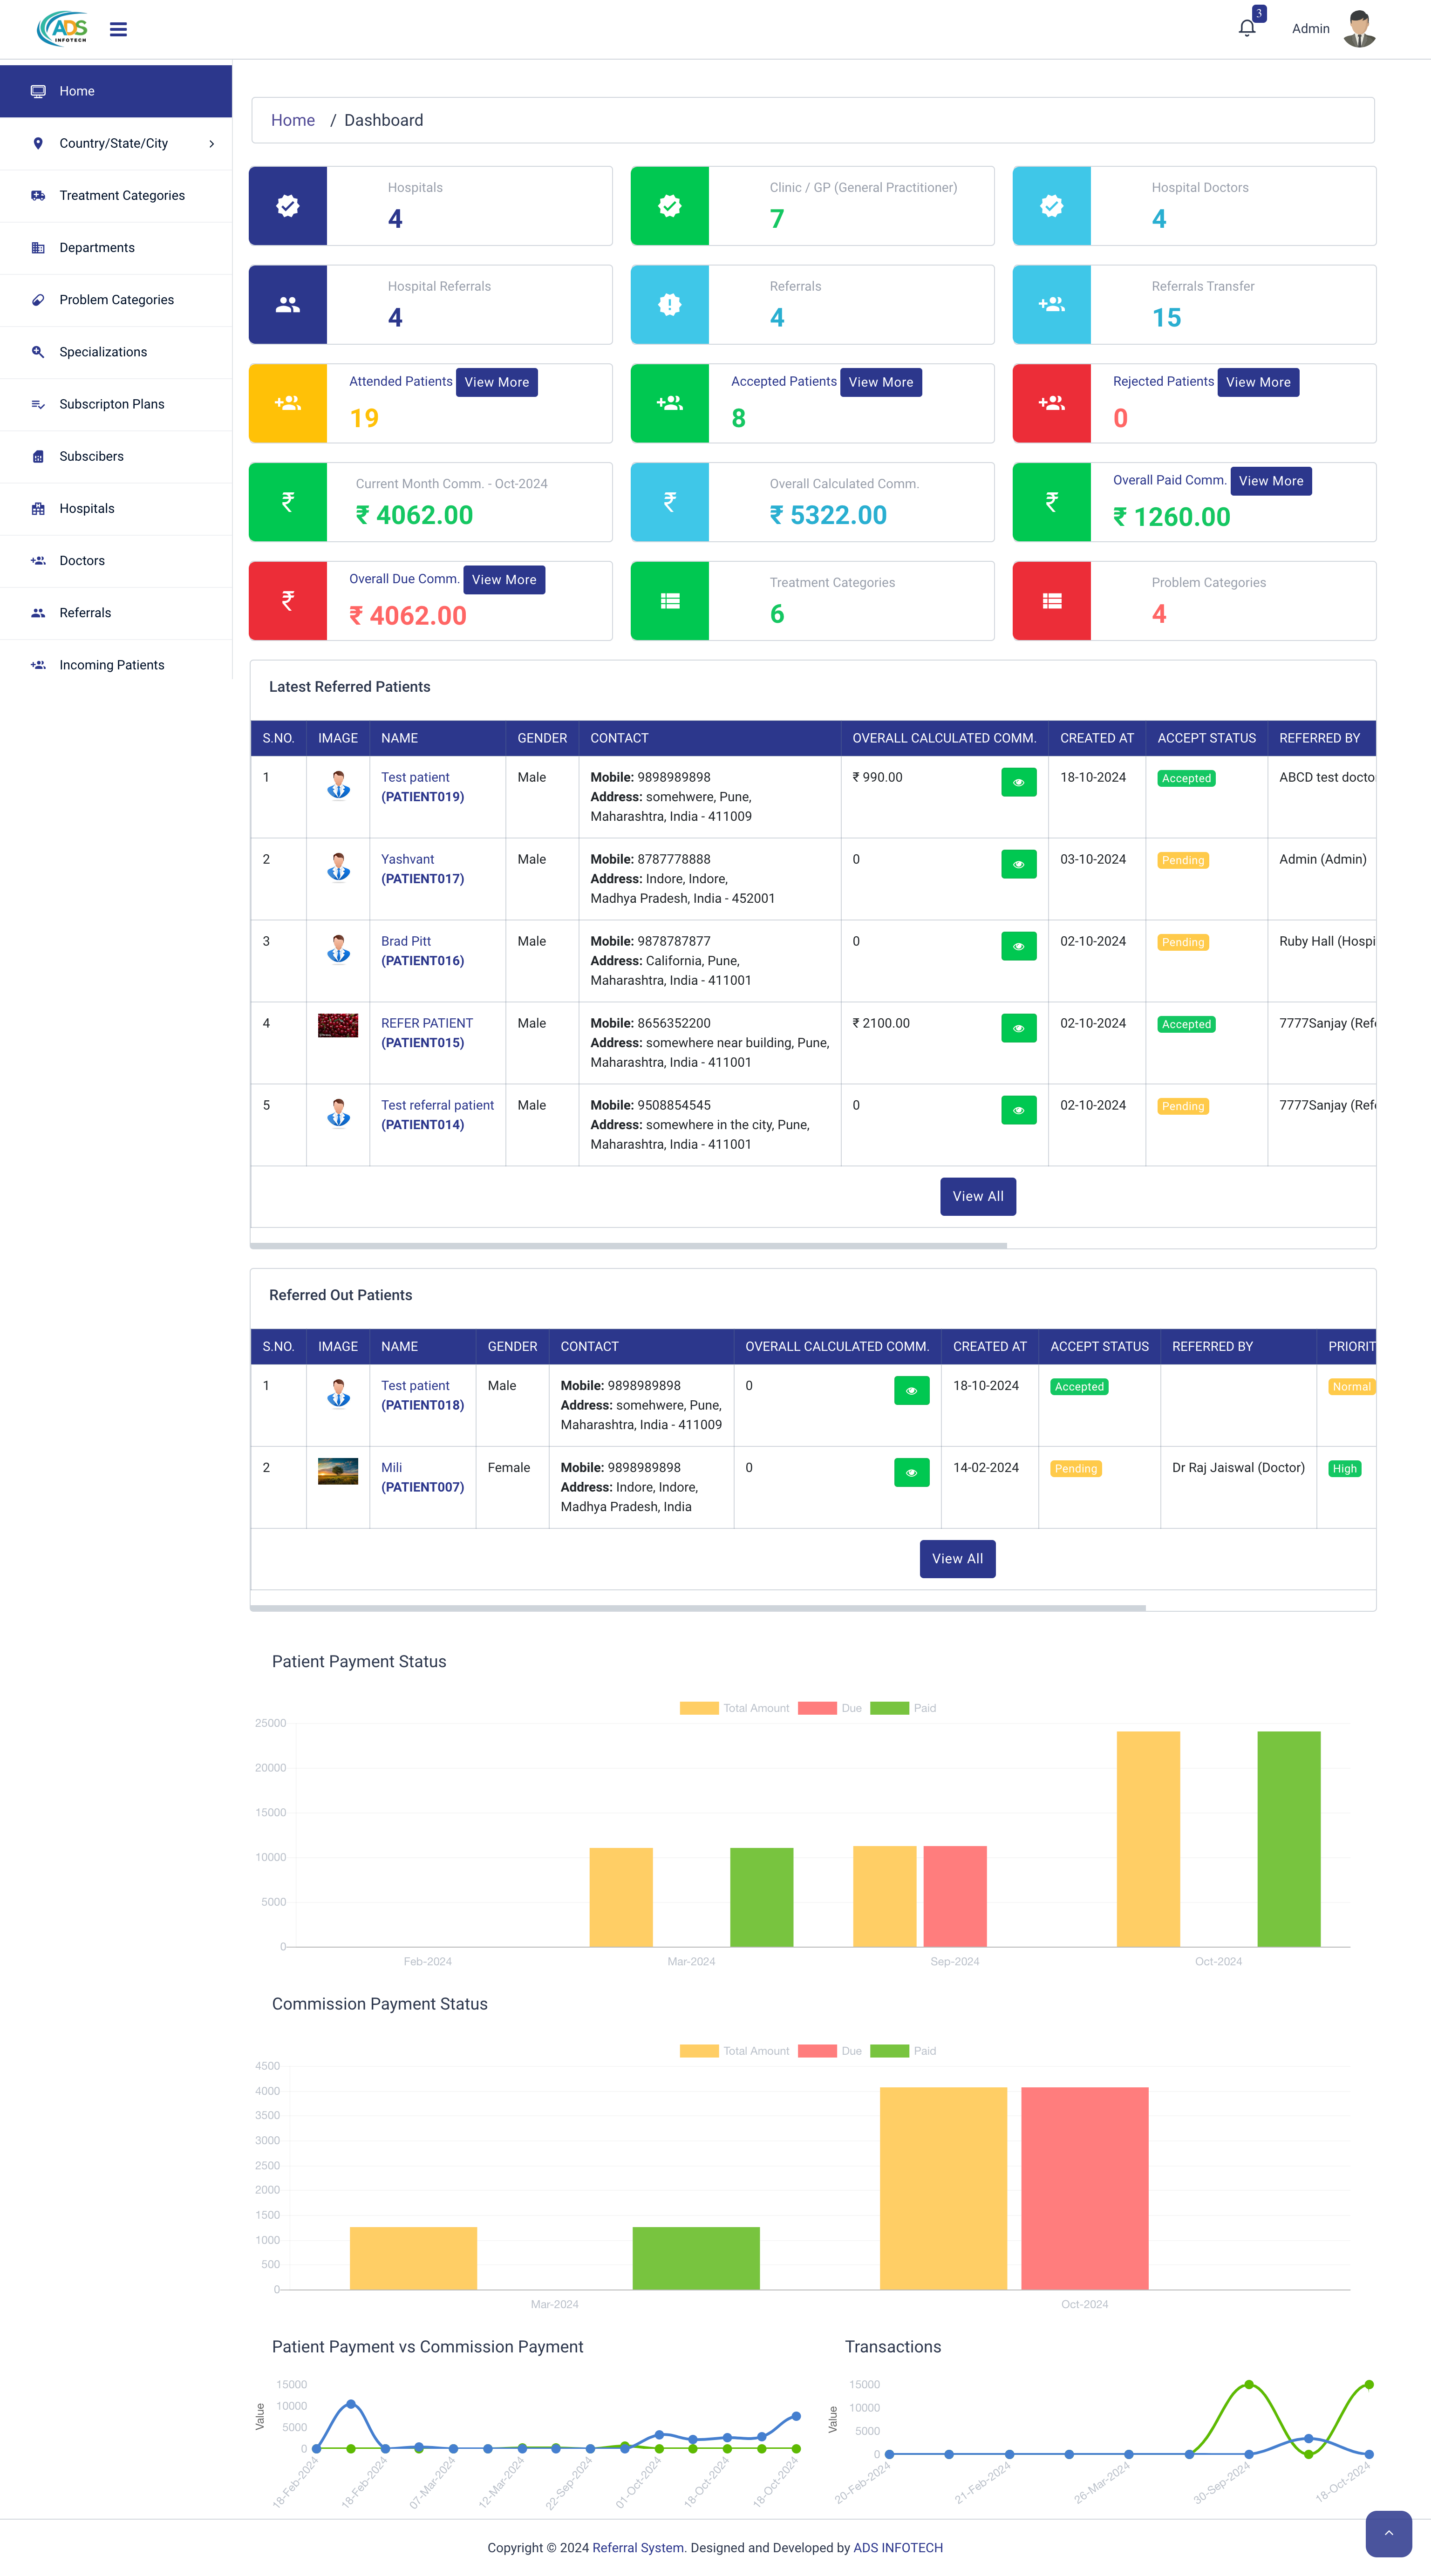 ADS
INFOTECH
3
Admin
Home
Country/State/City
Treatment Categories
Departments
Problem Categories
Specializations
Subscripton Plans
Subscibers
Hospitals
Doctors
Referrals
Incoming Patients
Home / Dashboard
Hospitals
4
Clinic / GP (General Practitioner)
7
Hospital Doctors
4
Hospital Referrals
4
Referrals
4
Referrals Transfer
15
Attended Patients View More
19
Accepted Patients View More
8
Rejected Patients View More
0
Current Month Comm. - Oct-2024
₹ 4062.00
Overall Calculated Comm.
₹ 5322.00
Overall Paid Comm. View More
₹ 1260.00
Overall Due Comm. View More
₹ 4062.00
Treatment Categories
6
Problem Categories
4
Latest Referred Patients
S.NO. IMAGE NAME GENDER CONTACT OVERALL CALCULATED COMM. CREATED AT ACCEPT STATUS REFERRED BY
1 Test patient Male Mobile: 9898989898 ₹ 990.00 18-10-2024 Accepted ABCD test docto
(PATIENT019) Address: somehwere, Pune,
Maharashtra, India - 411009
2 Yashvant Male Mobile: 8787778888 0 03-10-2024 Pending Admin (Admin)
(PATIENT017) Address: Indore, Indore,
Madhya Pradesh, India - 452001
3 Brad Pitt Male Mobile: 9878787877 0 02-10-2024 Pending Ruby Hall (Hospi
(PATIENT016) Address: California, Pune,
Maharashtra, India - 411001
4 REFER PATIENT Male Mobile: 8656352200 ₹ 2100.00 02-10-2024 Accepted 7777Sanjay (Refe
(PATIENT015) Address: somewhere near building, Pune,
Maharashtra, India - 411001
5 Test referral patient Male Mobile: 9508854545 0 02-10-2024 Pending 7777Sanjay (Refe
(PATIENT014) Address: somewhere in the city, Pune,
Maharashtra, India - 411001
View All
Referred Out Patients
S.NO. IMAGE NAME GENDER CONTACT OVERALL CALCULATED COMM. CREATED AT ACCEPT STATUS REFERRED BY PRIORIT
1 Test patient Male Mobile: 9898989898 0 18-10-2024 Accepted Normal
(PATIENT018) Address: somehwere, Pune,
Maharashtra, India - 411009
2 Mili Female Mobile: 9898989898 0 14-02-2024 Pending Dr Raj Jaiswal (Doctor) High
(PATIENT007) Address: Indore, Indore,
Madhya Pradesh, India
View All
Patient Payment Status
Total Amount Due Paid
25000
20000
15000
10000
5000
0
Feb-2024 Mar-2024 Sep-2024 Oct-2024
Commission Payment Status
Total Amount Due Paid
4500
4000
3500
3000
2500
2000
1500
1000
500
0
Mar-2024 Oct-2024
Patient Payment vs Commission Payment
Value
15000
10000
5000
0
18-Feb-2024 18-Feb-2024 07-Mar-2024 12-Mar-2024 22-Sep-2024 01-Oct-2024 18-Oct-2024 18-Oct-2024
Transactions
Value
15000
10000
5000
0
20-Feb-2024 21-Feb-2024 26-Mar-2024 30-Sep-2024 18-Oct-2024
Copyright © 2024 Referral System. Designed and Developed by ADS INFOTECH